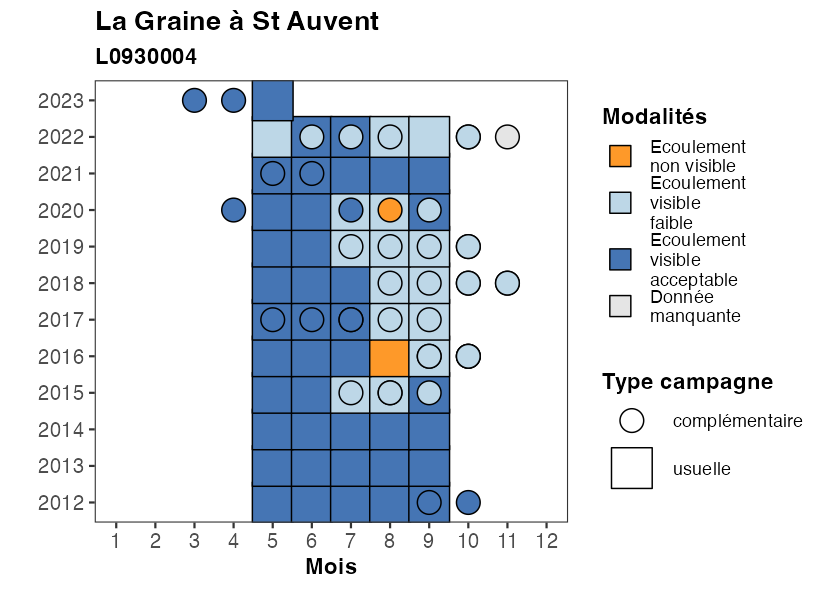 La Graine à St Auvent
L0930004
2023
2022
2021
2020
2019
2018
2017
2016
2015
2014
2013
2012
1 2 3 4 5 6 7 8 9 10 11 12
Mois
Modalités
Ecoulement
non visible
Ecoulement
visible
faible
Ecoulement
visible
acceptable
Donnée
manquante
Type campagne
complémentaire
usuelle